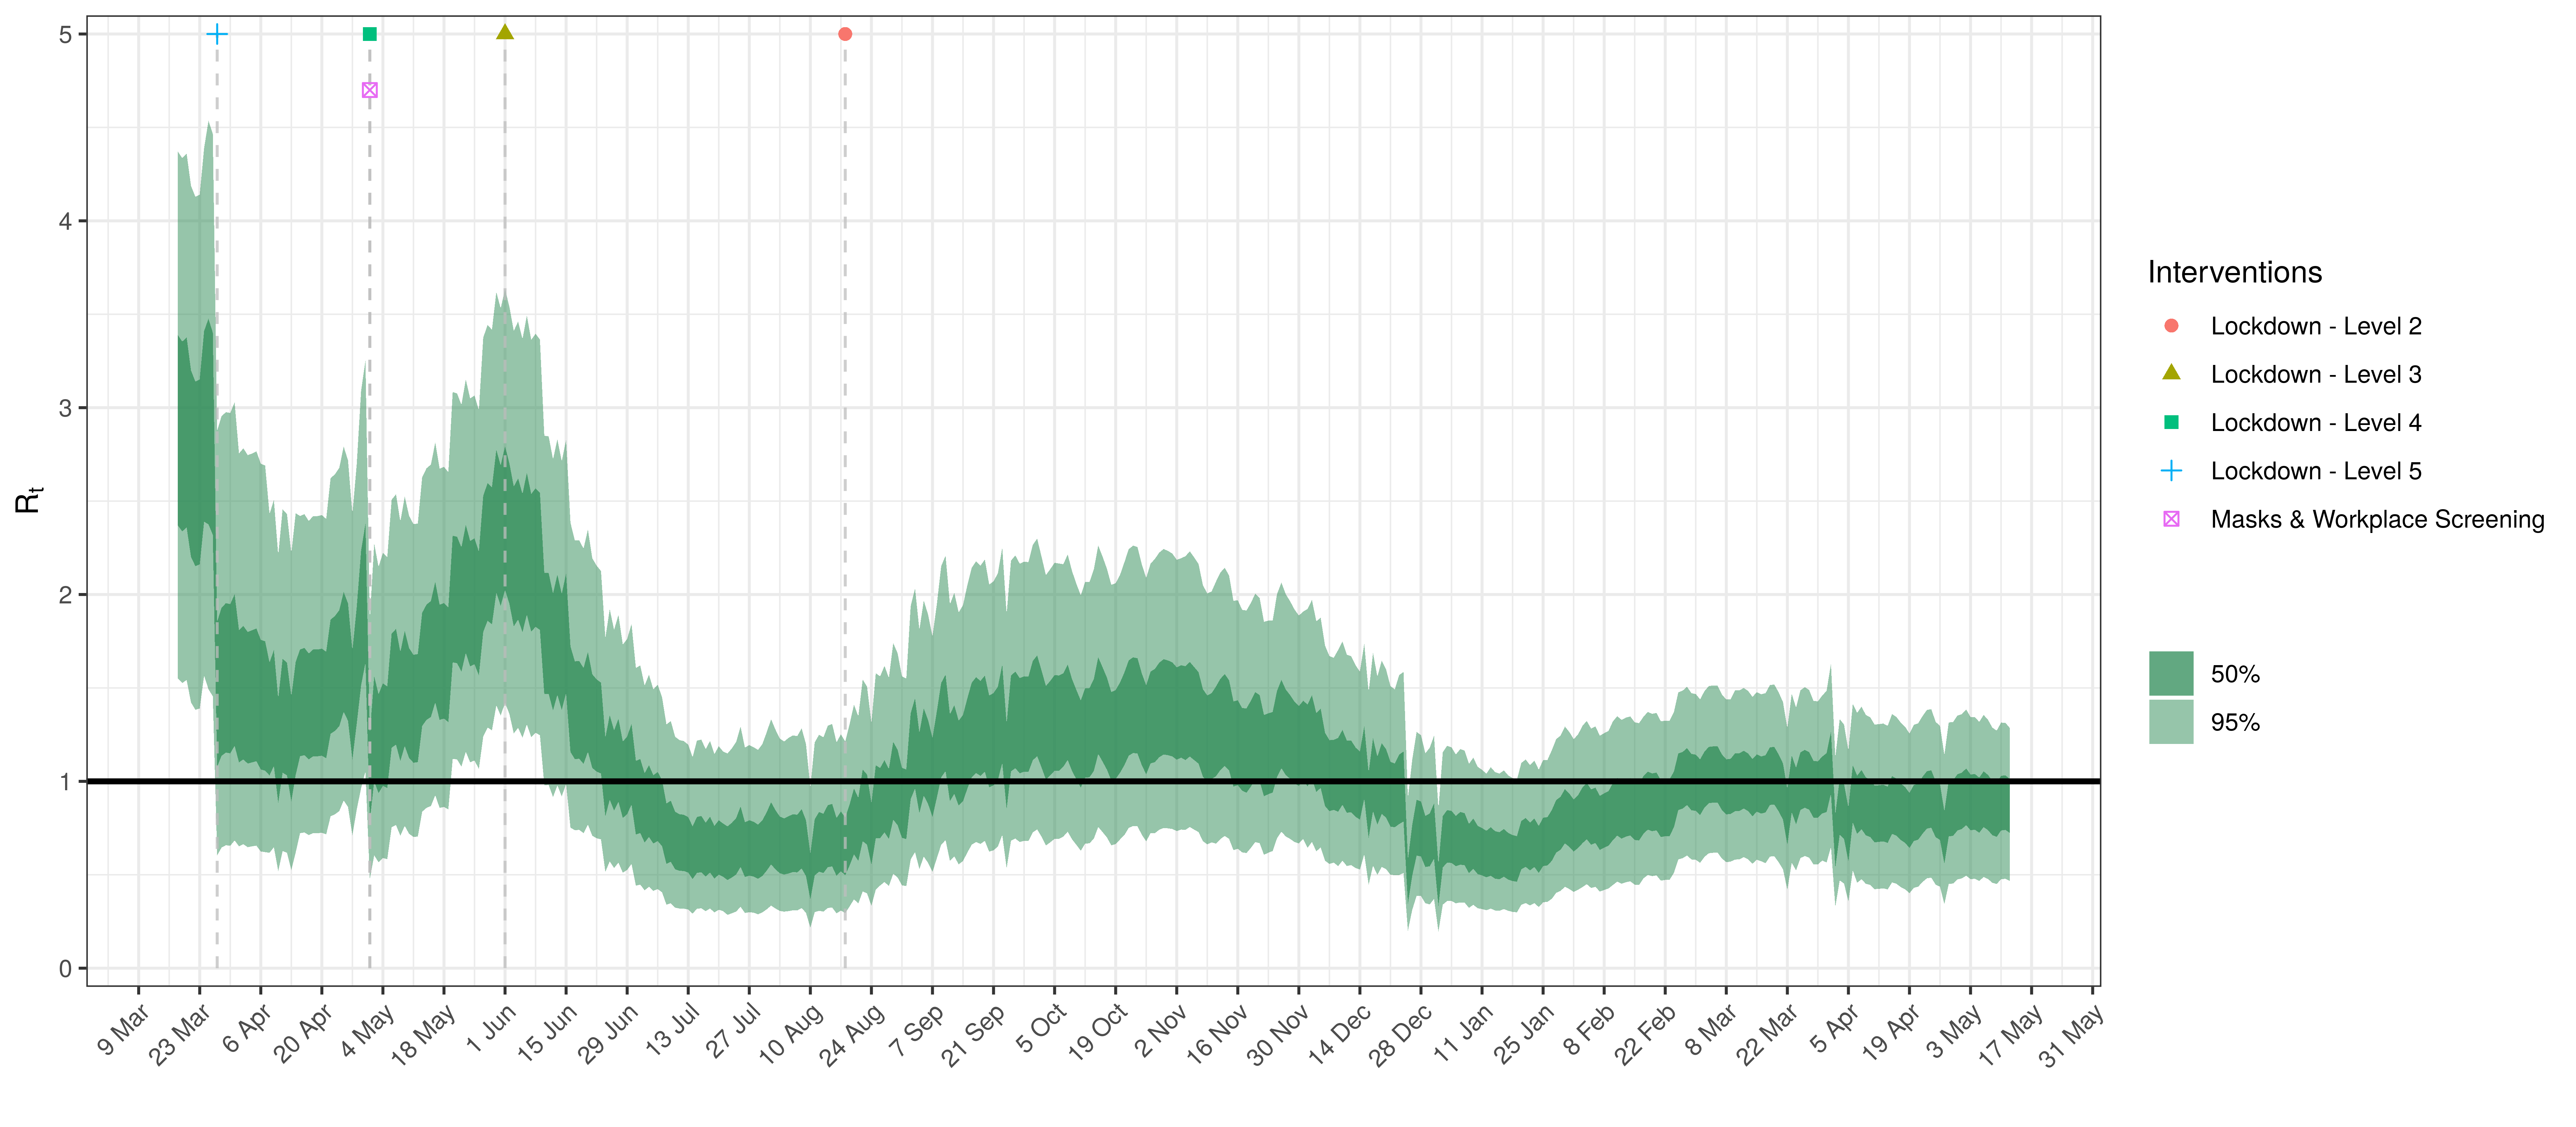 5
4
3
2
1
0
Rt
9 Mar
23 Mar
6 Apr
20 Apr
4 May
18 May
1 Jun
15 Jun
29 Jun
13 Jul
27 Jul
10 Aug
24 Aug
7 Sep
21 Sep
5 Oct
19 Oct
2 Nov
16 Nov
30 Nov
14 Dec
28 Dec
11 Jan
25 Jan
8 Feb
22 Feb
8 Mar
22 Mar
5 Apr
19 Apr
3 May
17 May
31 May
Interventions
Lockdown - Level 2
Lockdown - Level 3
Lockdown - Level 4
Lockdown - Level 5
Masks & Workplace Screening
50%
95%